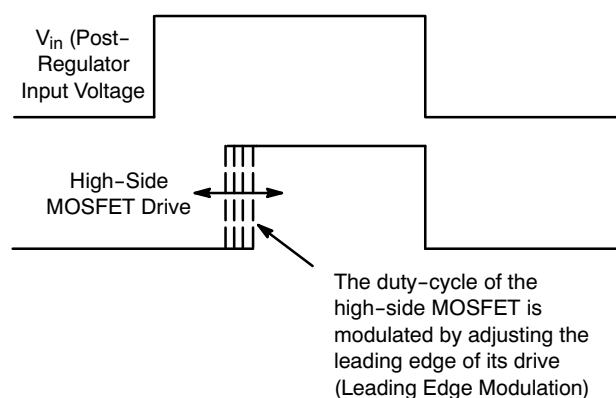 V_in (Post–
Regulator
Input Voltage
High–Side
MOSFET Drive
The duty–cycle of the
high–side MOSFET is
modulated by adjusting the
leading edge of its drive
(Leading Edge Modulation)